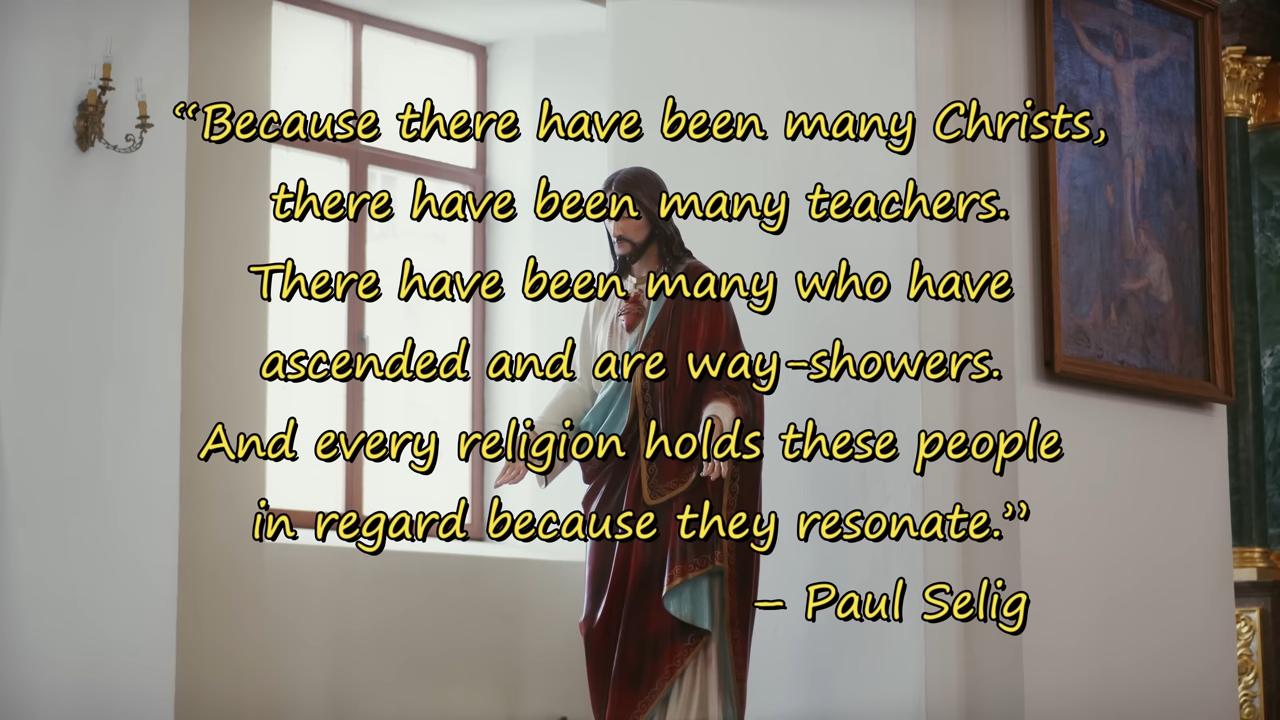 “Because there have been many Christs,
there have been many teachers.
There have been many who have
ascended and are way-showers.
And every religion holds these people
in regard because they resonate.”
– Paul Selig